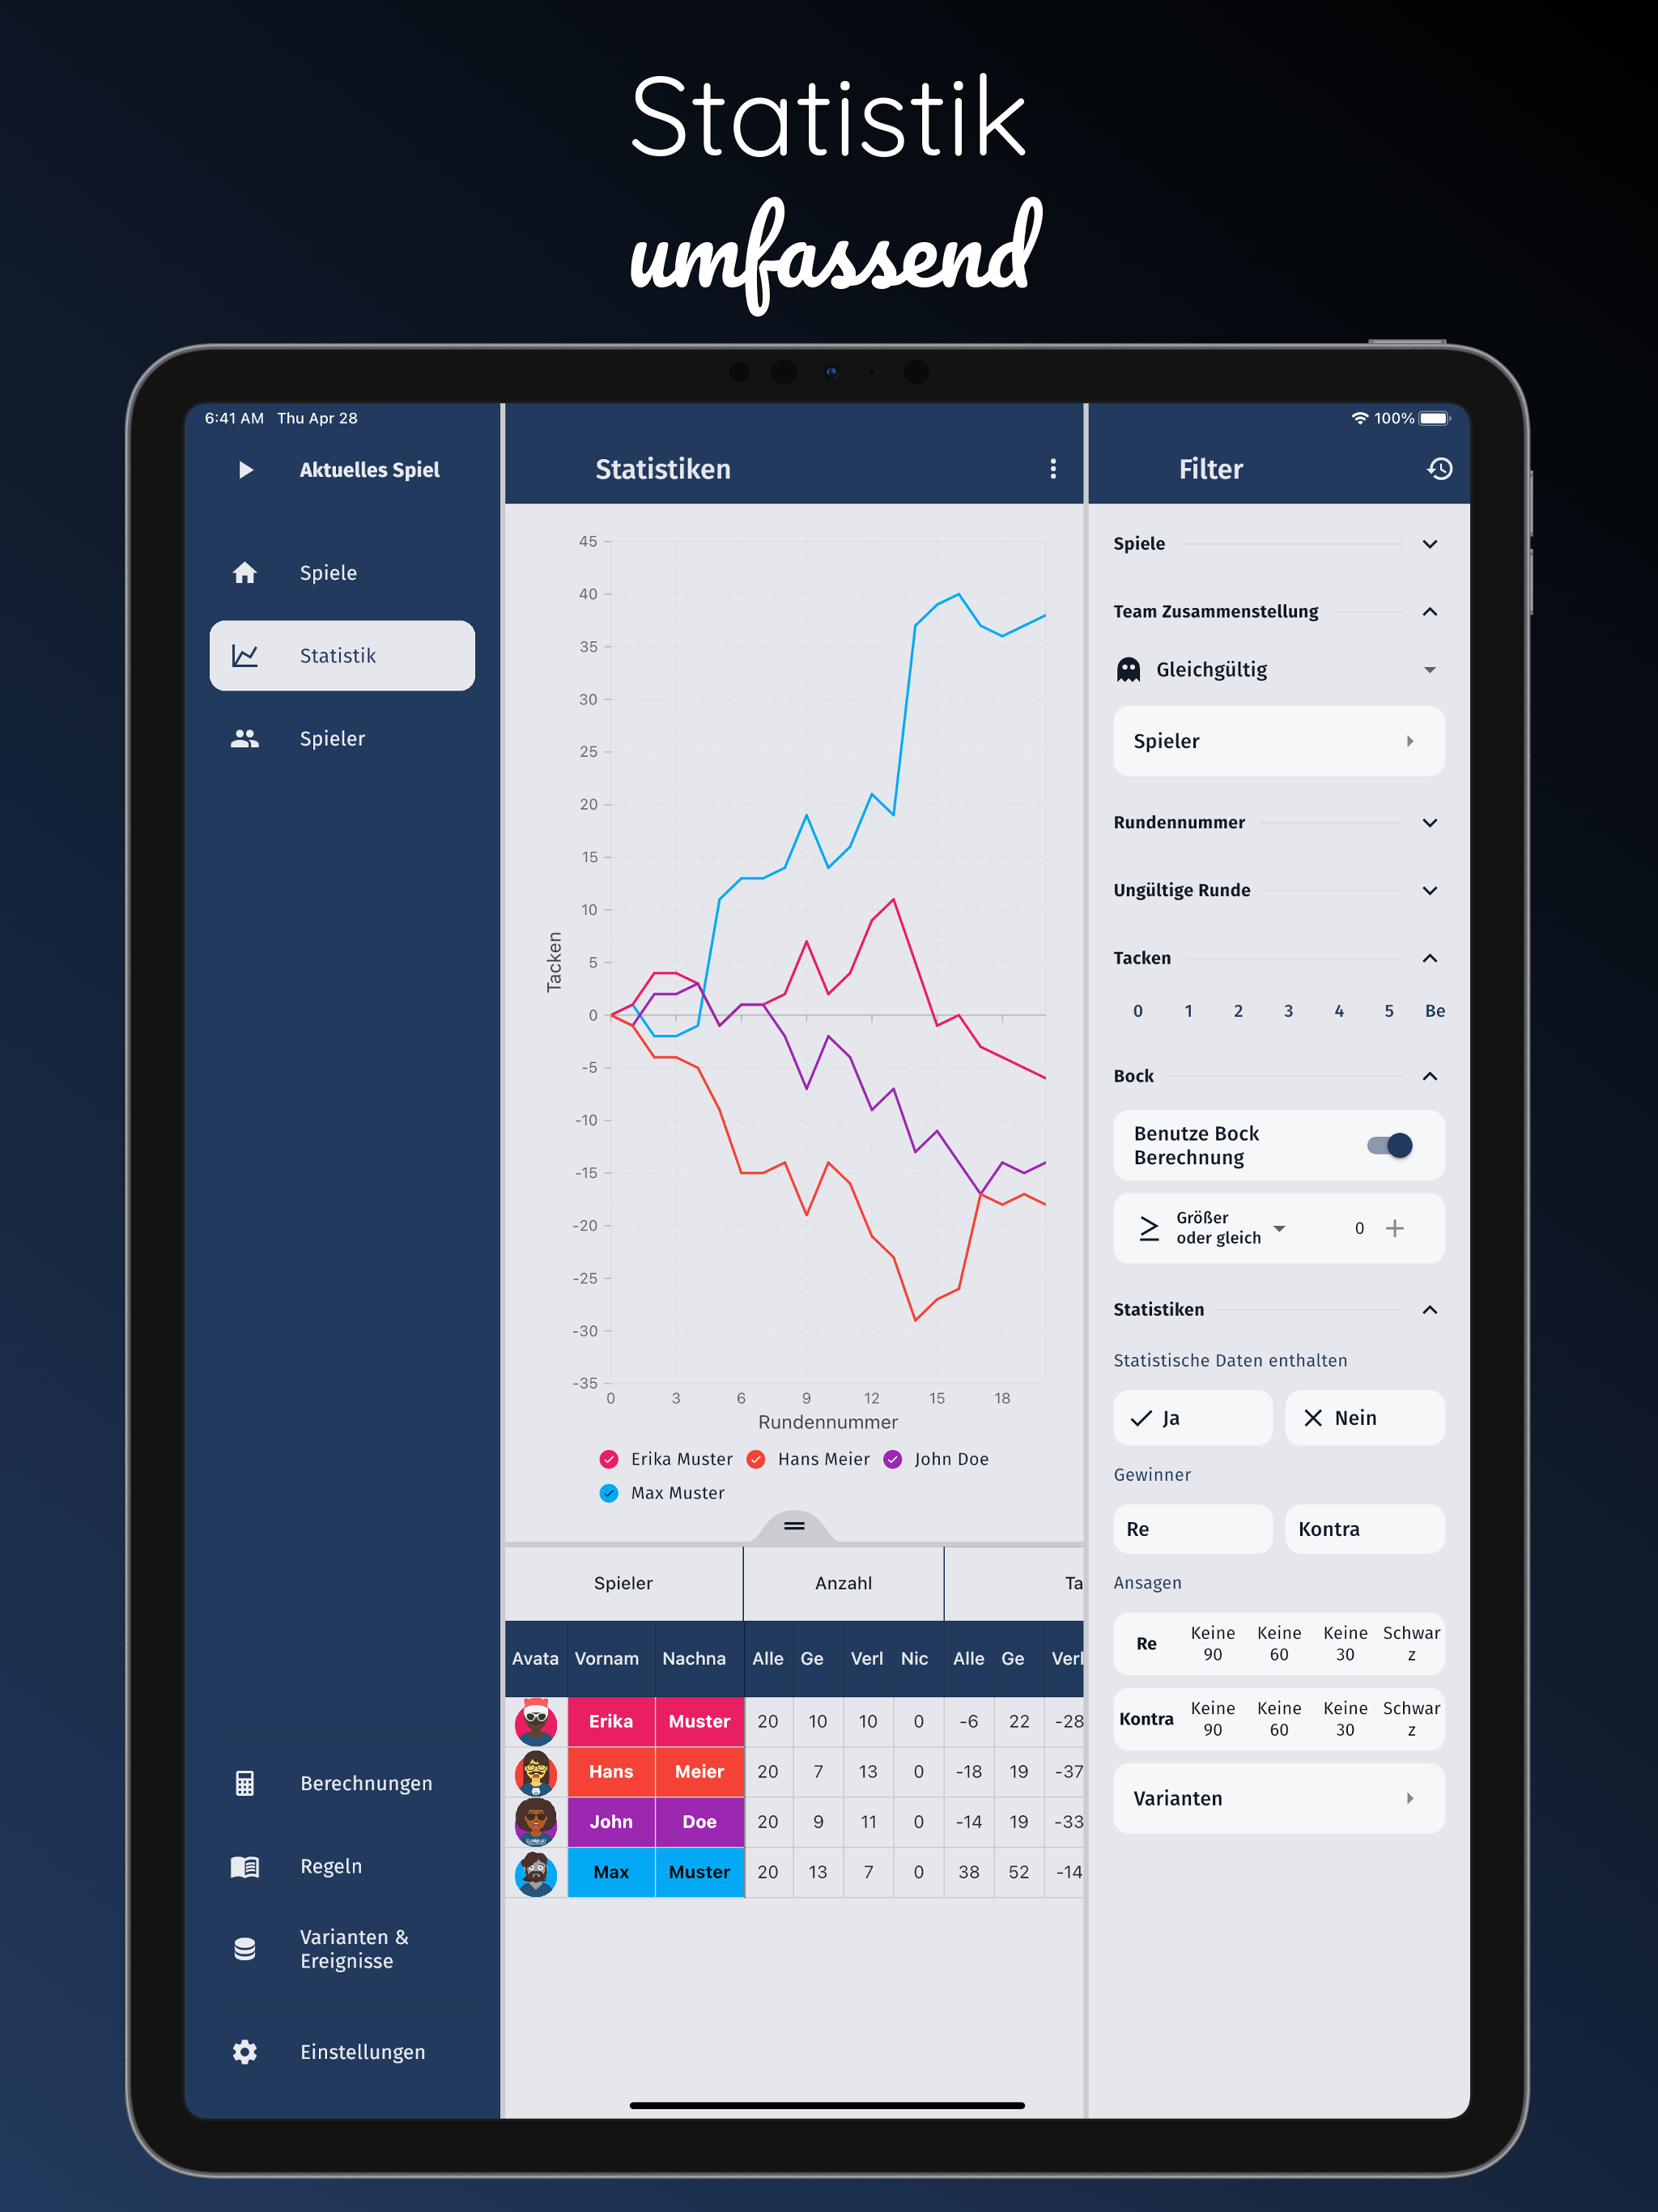 Statistik
umfassend
6:41 AM Thu Apr 28
100%
Aktuelles Spiel
Spiele
Statistik
Spieler
Berechnungen
Regeln
Varianten &
Ereignisse
Einstellungen
Statistiken
45
40
35
30
25
20
15
10
5
0
-5
-10
-15
-20
-25
-30
-35
Tacken
0 3 6 9 12 15 18
Rundennummer
Erika Muster Hans Meier John Doe
Max Muster
Spieler Anzahl Ta
Avata Vornam Nachna Alle Ge Verl Nic Alle Ge Verl
Erika Muster 20 10 10 0 -6 22 -28
Hans Meier 20 7 13 0 -18 19 -37
John Doe 20 9 11 0 -14 19 -33
Max Muster 20 13 7 0 38 52 -14
Filter
Spiele
Team Zusammenstellung
Gleichgültig
Spieler
Rundennummer
Ungültige Runde
Tacken
0 1 2 3 4 5 Be
Bock
Benutze Bock
Berechnung
≥ Größer
oder gleich
0 +
Statistiken
Statistische Daten enthalten
Ja Nein
Gewinner
Re Kontra
Ansagen
Re Keine 90 Keine 60 Keine 30 Schwarz
Kontra Keine 90 Keine 60 Keine 30 Schwarz
Varianten